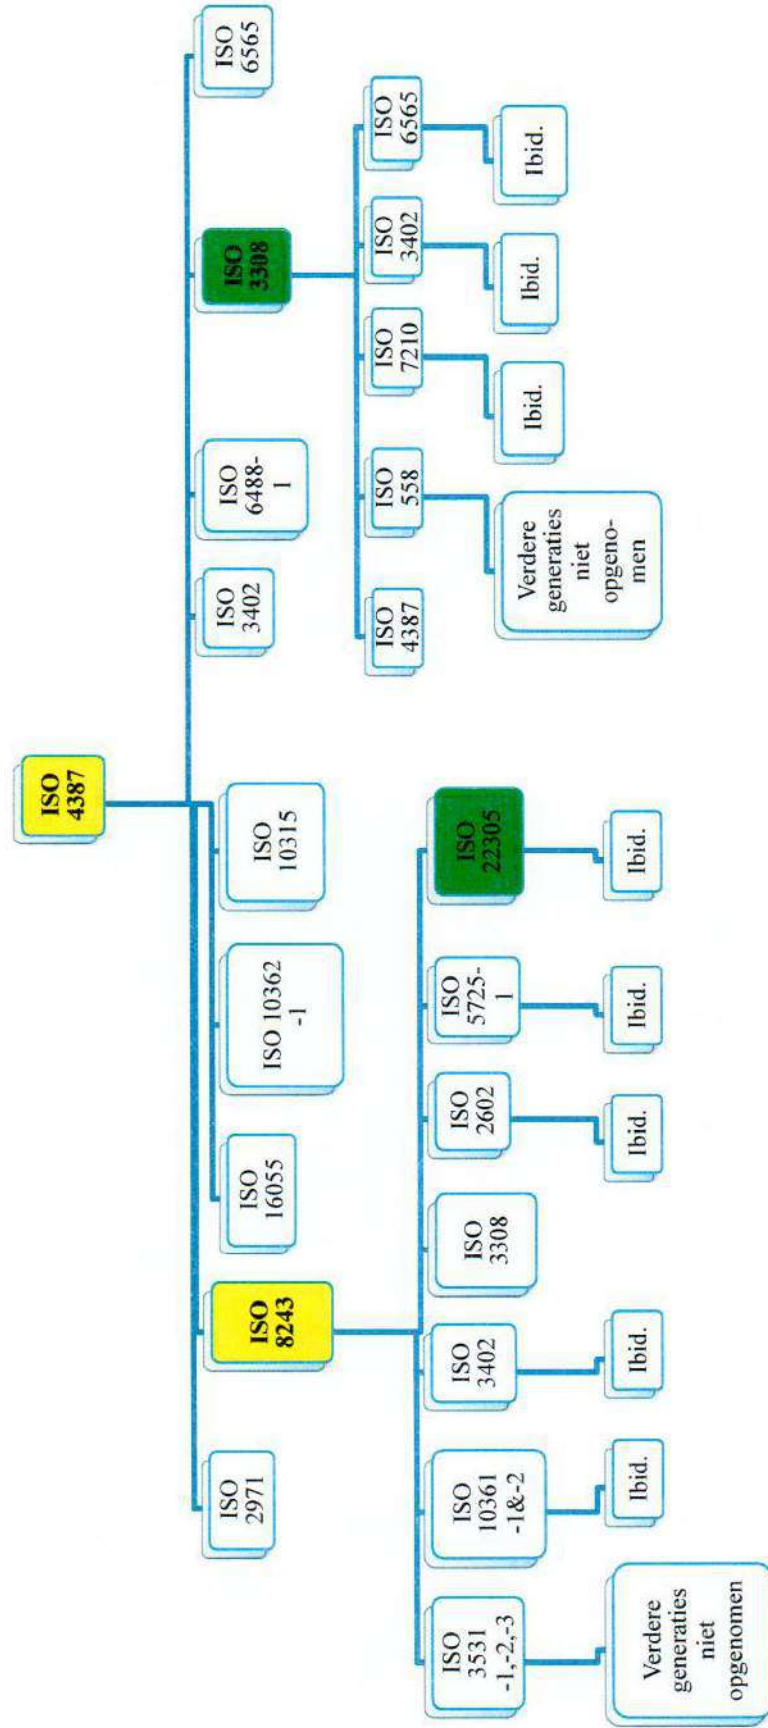 ISO
4387
ISO
2971
ISO
8243
ISO
16055
ISO 10362
-1
ISO
10315
ISO
3402
ISO
6488-
1
ISO
3308
ISO
6565
ISO
4387
ISO
558
ISO
7210
ISO
3402
ISO
6565
Verdere
generaties
niet
opgeno-
men
Ibid.
Ibid.
Ibid.
ISO
3531
-1,-2,-3
ISO
10361
-1&-2
ISO
3402
ISO
3308
ISO
2602
ISO
5725-
1
ISO
22305
Verdere
generaties
niet
opgenomen
Ibid.
Ibid.
Ibid.
Ibid.
Ibid.